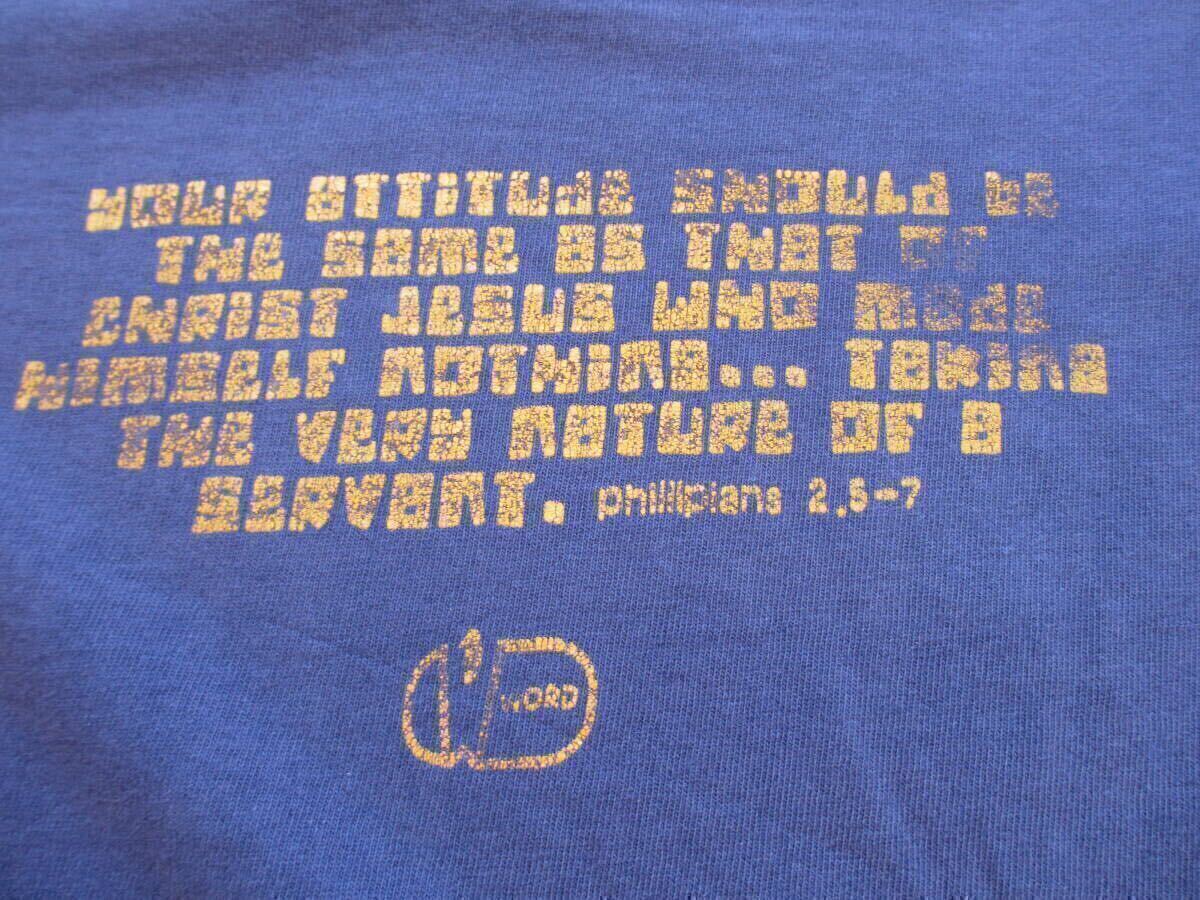 YOUR ATTITUDE SHOULD BE
THE SAME AS THAT OF
CHRIST JESUS WHO MADE
HIMSELF NOTHING... TAKING
THE VERY NATURE OF A
SERVANT. phillipians 2.5-7
1
WORD